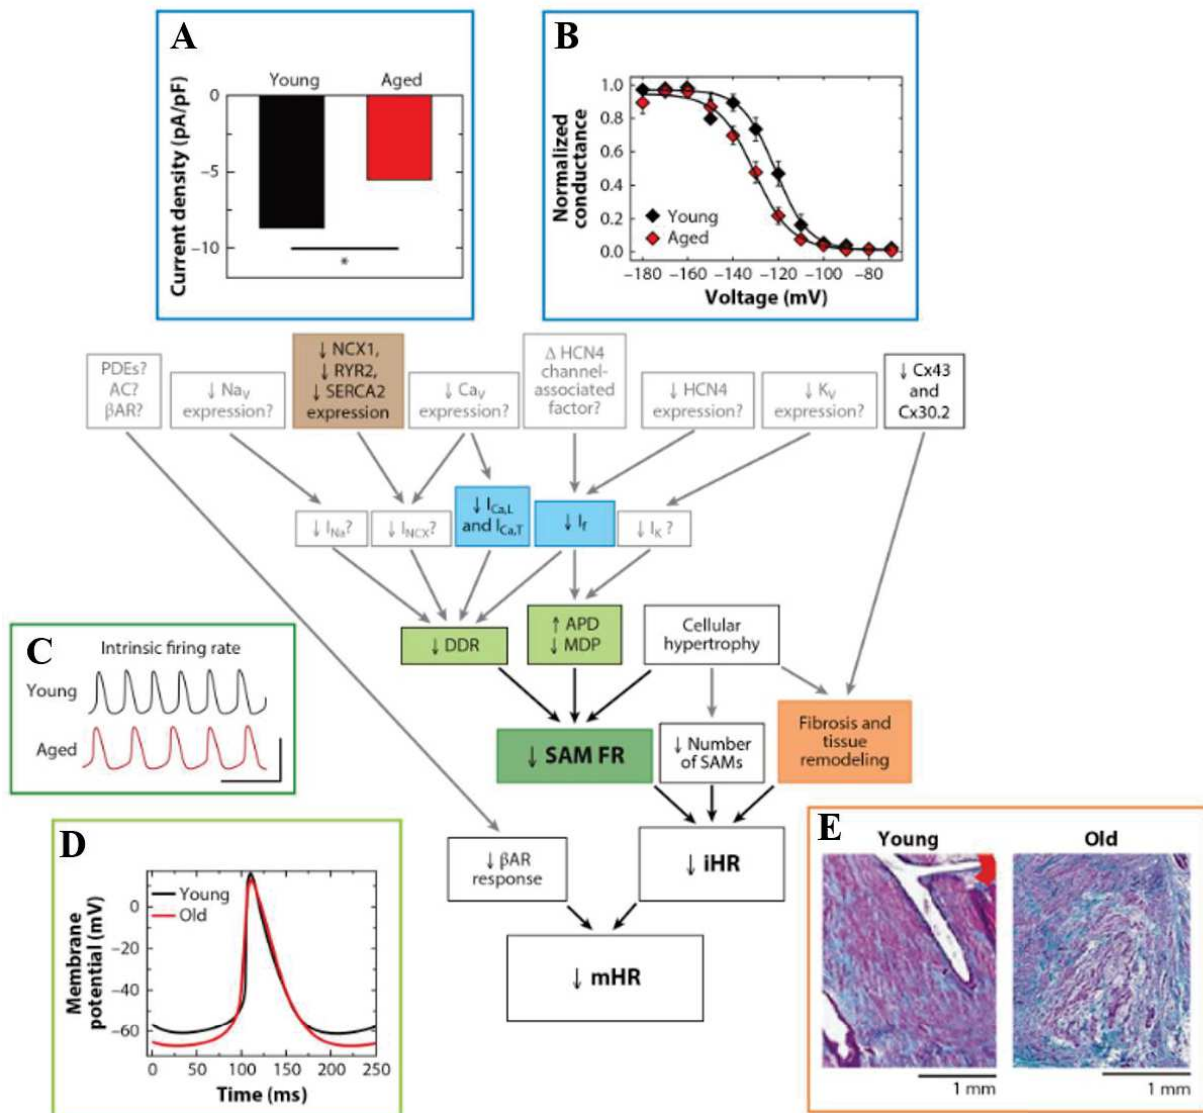 A
Young
Aged
Current density (pA/pF)
0
−5
−10
*
B
Normalized
conductance
1.0
0.8
0.6
0.4
0.2
0.0
Young
Aged
−180
−160
−140
−120
−100
−80
Voltage (mV)
PDEs?
AC?
βAR?
↓ NaV
expression?
↓ NCX1,
↓ RYR2,
↓ SERCA2
expression
↓ CaV
expression?
Δ HCN4
channel-
associated
factor?
↓ HCN4
expression?
↓ KV
expression?
↓ Cx43
and
Cx30.2
↓ INa?
↓ INCX?
↓ ICa,L
and ICa,T
↓ If
↓ IK ?
↓ DDR
↑ APD
↓ MDP
Cellular
hypertrophy
C
Intrinsic firing rate
Young
Aged
↓ SAM FR
↓ Number
of SAMs
Fibrosis and
tissue
remodeling
↓ βAR
response
↓ iHR
↓ mHR
D
Membrane
potential (mV)
0
−20
−40
−60
Young
Old
0
50
100
150
200
250
Time (ms)
E
Young
Old
1 mm
1 mm